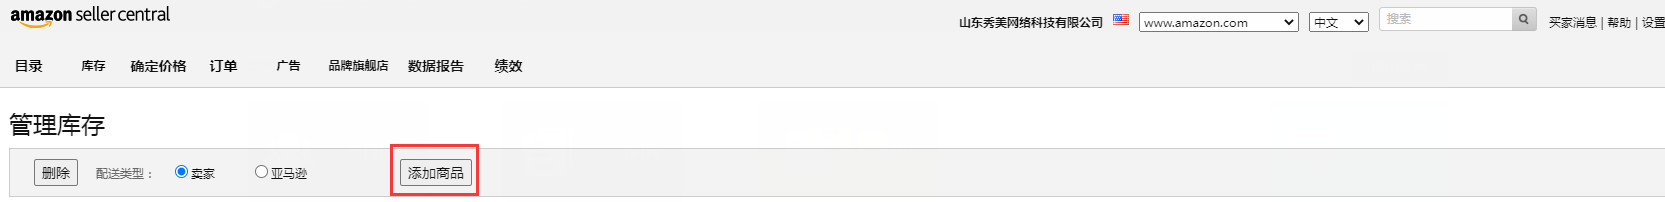 amazon seller central
山东秀美网络科技有限公司 www.amazon.com 中文 搜索 买家消息 | 帮助 | 设置
目录 库存 确定价格 订单 广告 品牌旗舰店 数据报告 绩效
管理库存
删除 配送类型： 卖家 亚马逊 添加商品